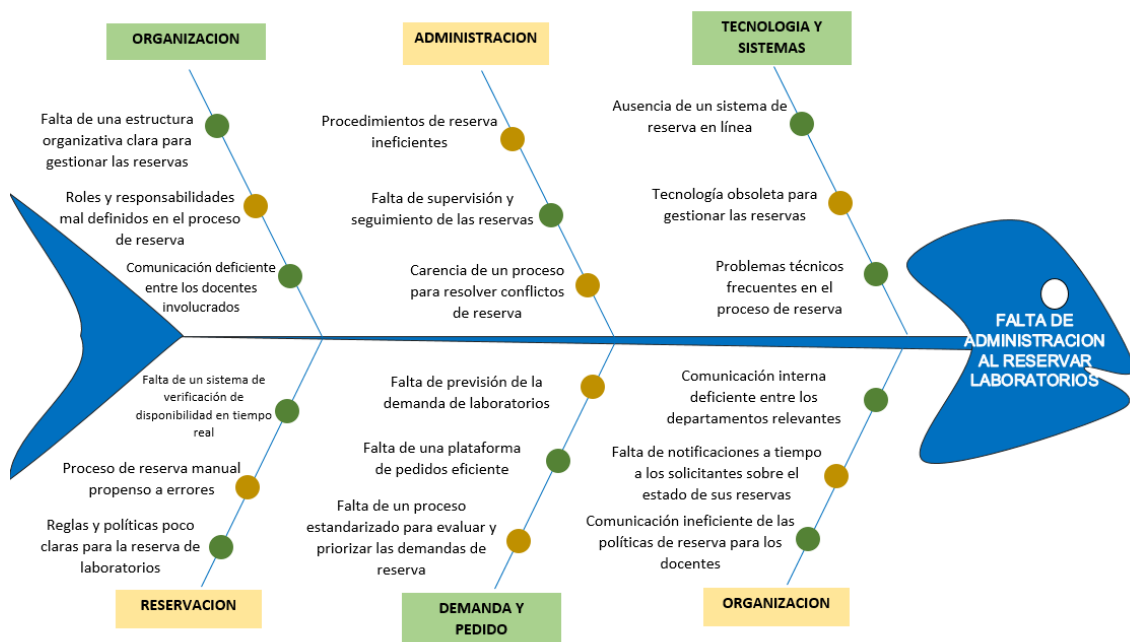 ORGANIZACION
Falta de una estructura
organizativa clara para
gestionar las reservas
Roles y responsabilidades
mal definidos en el proceso
de reserva
Comunicación deficiente
entre los docentes
involucrados
ADMINISTRACION
Procedimientos de reserva
ineficientes
Falta de supervisión y
seguimiento de las reservas
Carencia de un proceso
para resolver conflictos
de reserva
TECNOLOGIA Y
SISTEMAS
Ausencia de un sistema de
reserva en línea
Tecnología obsoleta para
gestionar las reservas
Problemas técnicos
frecuentes en el
proceso de reserva
FALTA DE
ADMINISTRACION
AL RESERVAR
LABORATORIOS
Falta de un sistema de
verificación de
disponibilidad en tiempo
real
Proceso de reserva manual
propenso a errores
Reglas y políticas poco
claras para la reserva de
laboratorios
RESERVACION
Falta de previsión de la
demanda de laboratorios
Falta de una plataforma
de pedidos eficiente
Falta de un proceso
estandarizado para evaluar y
priorizar las demandas de
reserva
DEMANDA Y
PEDIDO
Comunicación interna
deficiente entre los
departamentos relevantes
Falta de notificaciones a tiempo
a los solicitantes sobre el
estado de sus reservas
Comunicación ineficiente de las
políticas de reserva para los
docentes
ORGANIZACION